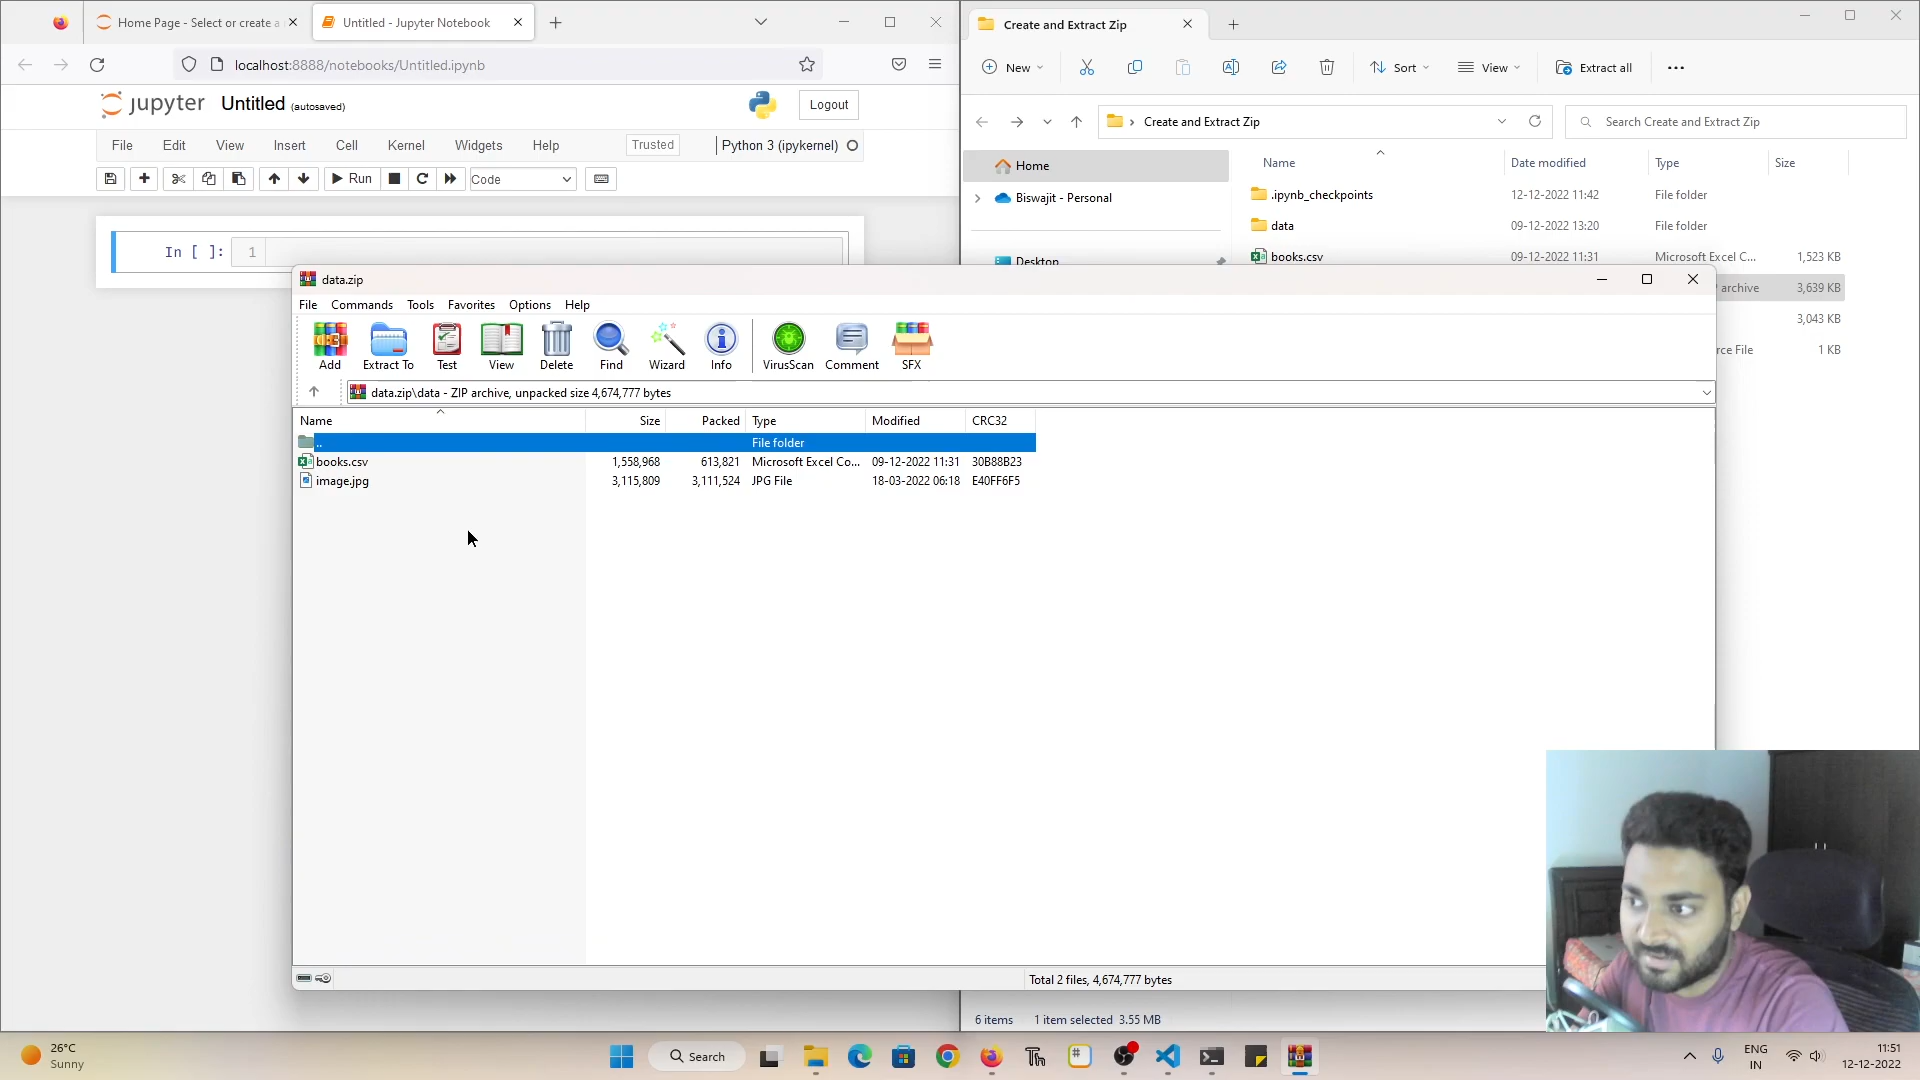 Home Page - Select or create a
Untitled - Jupyter Notebook
localhost:8888/notebooks/Untitled.ipynb
jupyter Untitled (autosaved)
Logout
File Edit View Insert Cell Kernel Widgets Help
Trusted
Python 3 (ipykernel)
Run
Code
In [ ]: 1
Create and Extract Zip
New
Sort
View
Extract all
Create and Extract Zip
Search Create and Extract Zip
Home
Biswajit - Personal
Desktop
Name Date modified Type Size
.ipynb_checkpoints 12-12-2022 11:42 File folder
data 09-12-2022 13:20 File folder
books.csv 09-12-2022 11:31 Microsoft Excel C... 1,523 KB
archive 3,639 KB
3,043 KB
rce File 1 KB
data.zip
File Commands Tools Favorites Options Help
Add Extract To Test View Delete Find Wizard Info VirusScan Comment SFX
data.zip\data - ZIP archive, unpacked size 4,674,777 bytes
Name Size Packed Type Modified CRC32
.. File folder
books.csv 1,558,968 613,821 Microsoft Excel Co... 09-12-2022 11:31 30B88B23
image.jpg 3,115,809 3,111,524 JPG File 18-03-2022 06:18 E40FF6F5
Total 2 files, 4,674,777 bytes
6 items 1 item selected 3.55 MB
26°C
Sunny
Search
ENG
IN
11:51
12-12-2022